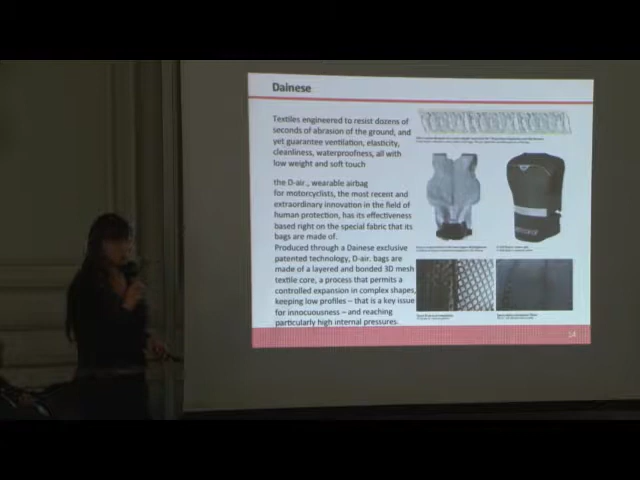 Dainese
Textiles engineered to resist dozens of
seconds of abrasion of the ground, and
yet guarantee ventilation, elasticity,
cleanliness, waterproofness, all with
low weight and soft touch
the D-air., wearable airbag
for motorcyclists, the most recent and
extraordinary innovation in the field of
human protection, has its effectiveness
based right on the special fabric that its
bags are made of.
Produced through a Dainese exclusive
patented technology, D-air. bags are
made of a layered and bonded 3D mesh
textile core, a process that permits a
controlled expansion in complex shapes,
keeping low profiles – that is a key issue
for innocuousness – and reaching
particularly high internal pressures.
14